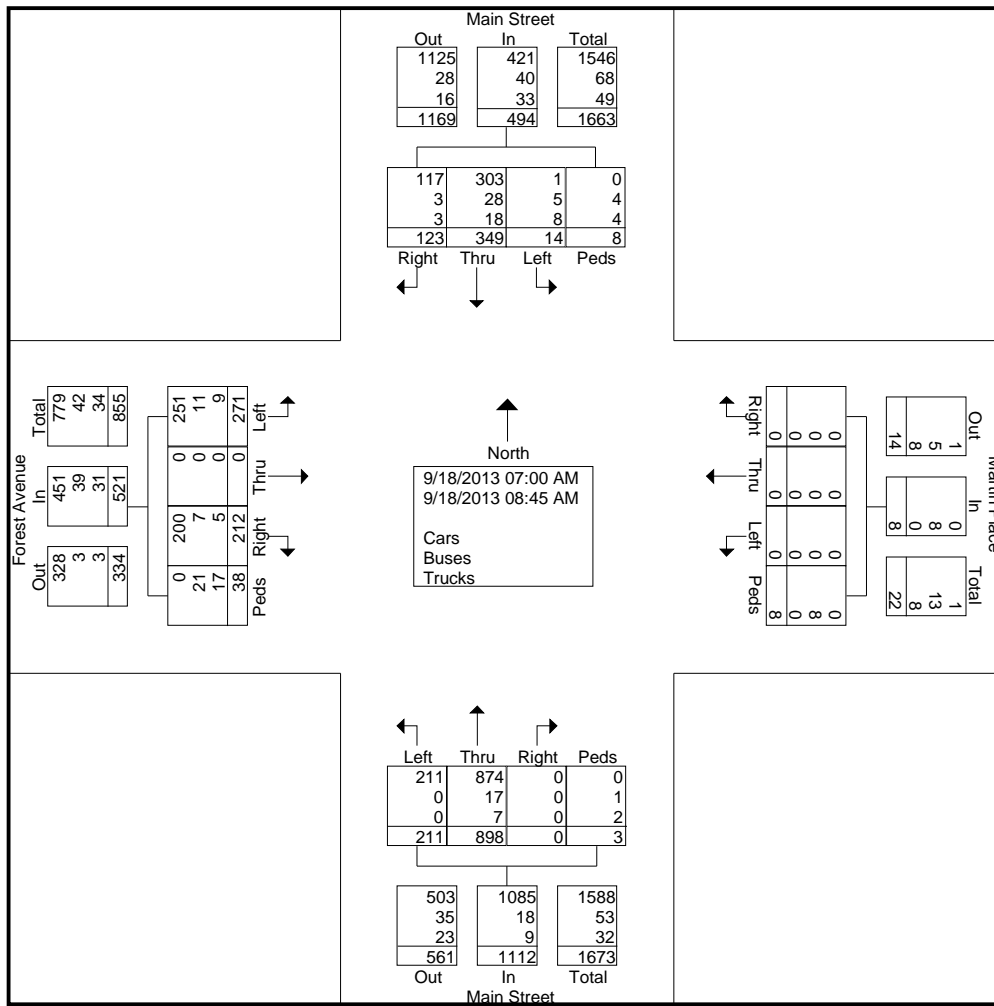 Main Street
Out In Total
1125 421 1546
28 40 68
16 33 49
1169 494 1663
117 303 1 0
3 28 5 4
3 18 8 4
123 349 14 8
Right Thru Left Peds
Forest Avenue
Out In Total
328 451 779
3 39 42
3 31 34
334 521 855
0 200 0 251
21 7 0 11
17 5 0 9
38 212 0 271
Peds Right Thru Left
North
9/18/2013 07:00 AM
9/18/2013 08:45 AM
Cars
Buses
Trucks
Martin Place
Out In Total
1 0 1
5 8 13
8 0 8
14 8 22
0 0 0 0
0 0 0 8
0 0 0 0
0 0 0 8
Right Thru Left Peds
Left Thru Right Peds
211 874 0 0
0 17 0 1
0 7 0 2
211 898 0 3
503 1085 1588
35 18 53
23 9 32
561 1112 1673
Out In Total
Main Street